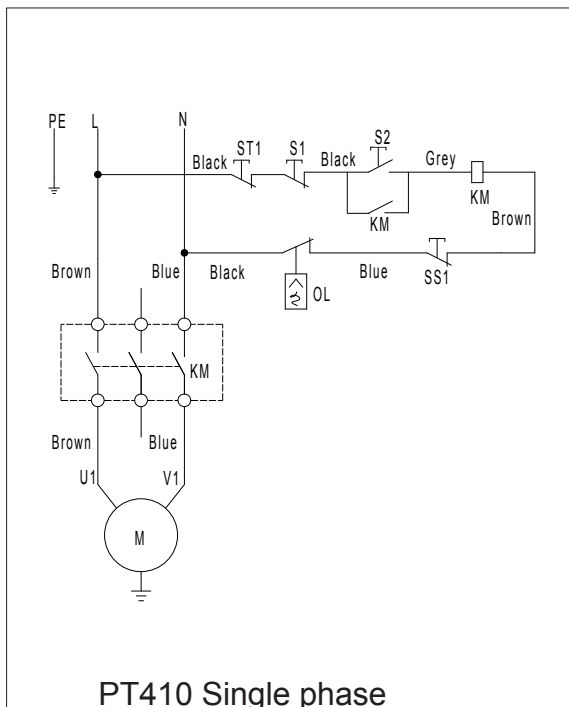 PE L N
ST1 S1 S2
Black Black Grey
KM KM
Brown
Brown Blue Black Blue SS1
OL
KM
Brown Blue
U1 V1
M
PT410 Single phase